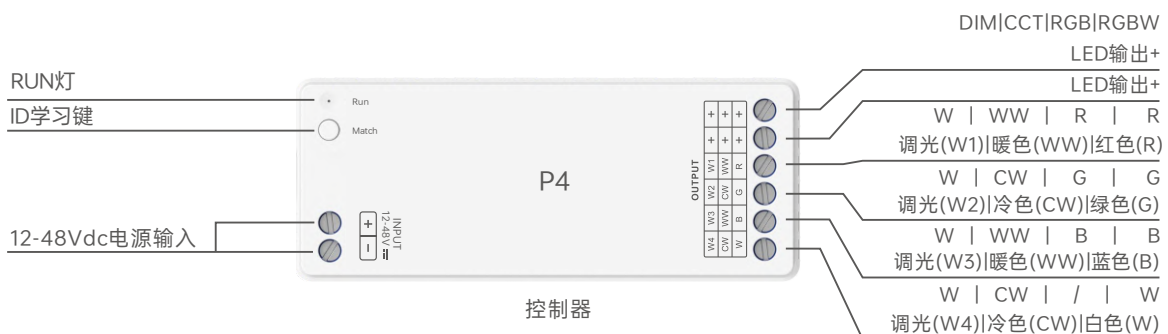 DIM|CCT|RGB|RGBW
LED输出+
LED输出+
W | WW | R | R
调光(W1)|暖色(WW)|红色(R)
W | CW | G | G
调光(W2)|冷色(CW)|绿色(G)
W | WW | B | B
调光(W3)|暖色(WW)|蓝色(B)
W | CW | / | W
调光(W4)|冷色(CW)|白色(W)
RUN灯
ID学习键
12-48Vdc电源输入
Run
Match
+
−
INPUT
12-48V
P4
OUTPUT
+ + +
+ + +
W1 WW R
W2 CW G
W3 WW B
W4 CW W
控制器